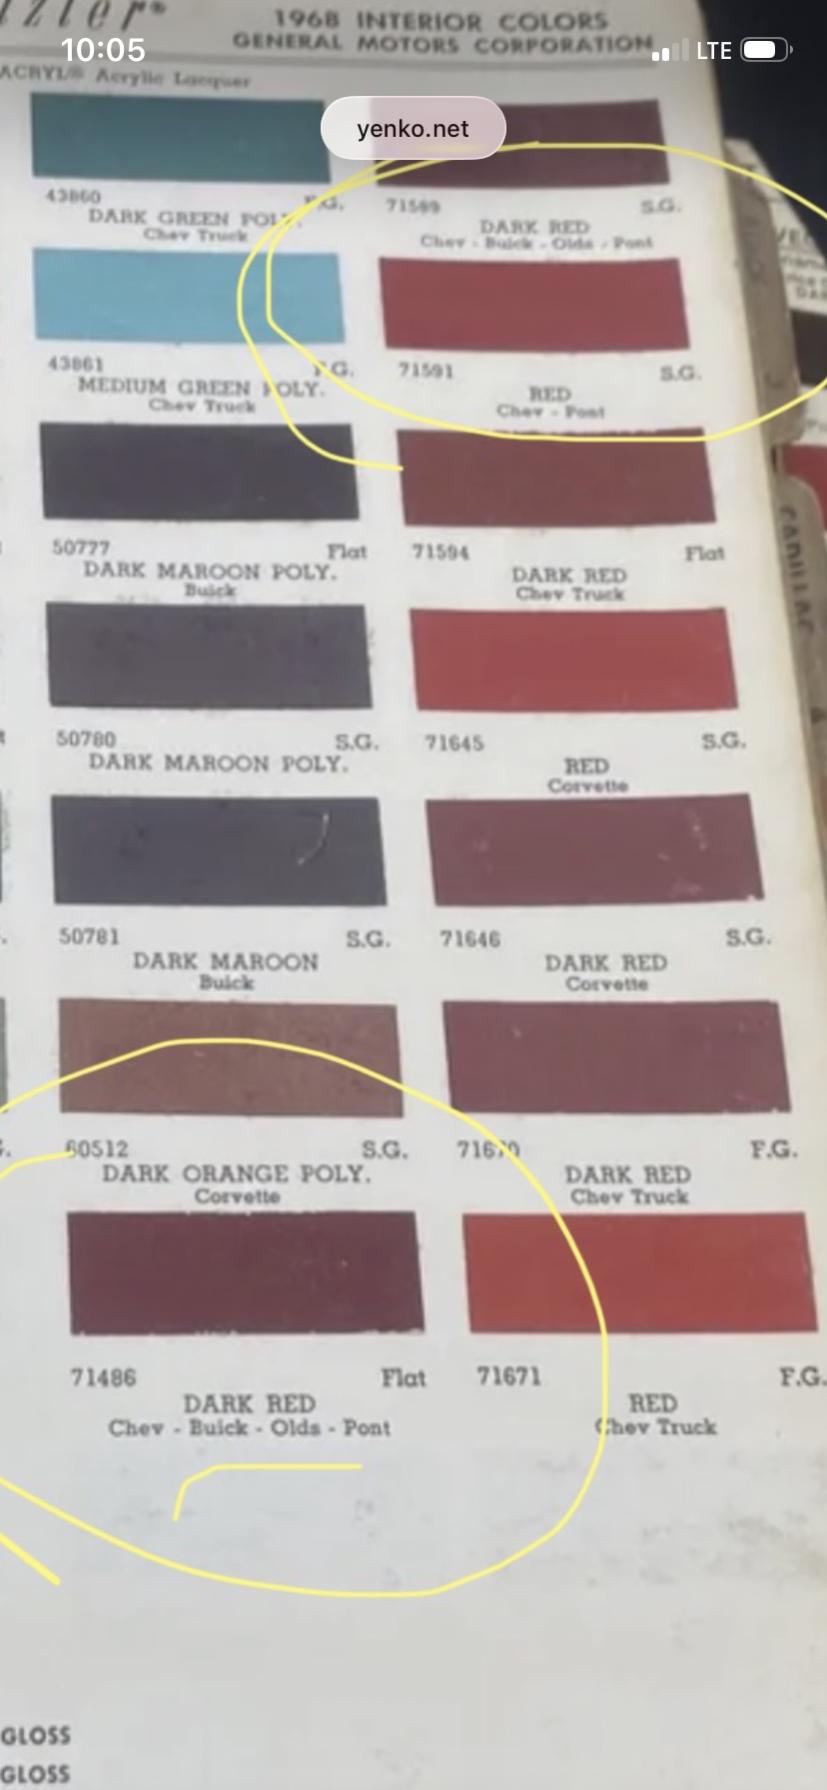 1968 INTERIOR COLORS
10:05
GENERAL MOTORS CORPORATION
LTE
Acrylic Lacquer
yenko.net
43860
DARK GREEN
Chev Truck
71589 S.G.
DARK RED
Chev - Buick - Olds - Pont
43861
MEDIUM GREEN POLY.
Chev Truck
71591 S.G.
RED
Chev - Pont
50777 Flat
DARK MAROON POLY.
Buick
71594 Flat
DARK RED
Chev Truck
50780 S.G.
DARK MAROON POLY.
71645 S.G.
RED
Corvette
50781 S.G.
DARK MAROON
Buick
71646 S.G.
DARK RED
Corvette
60512 S.G.
DARK ORANGE POLY.
Corvette
71670 F.G.
DARK RED
Chev Truck
71486 Flat
DARK RED
Chev - Buick - Olds - Pont
71671 F.G.
RED
Chev Truck
CADILLAC
GLOSS
GLOSS